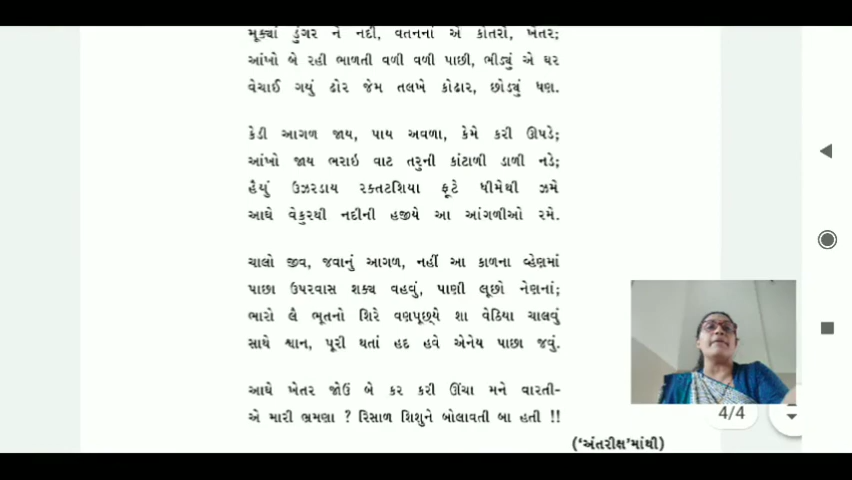 મૂક્યાં ડુંગર ને નદી, વતનનાં એ કોતરો, ખેતર;
આંખો બે રહી ભાળતી વળી વળી પાછી, ભીડ્યું એ ઘર
વેચાઈ ગયું ઢોર જેમ તલખે કોઢાર, છોડ્યું ધણ.
કેડી આગળ જાય, પાય અવળા, કેમે કરી ઊપડે;
આંખો જાય ભરાઇ વાટ તરુની કાંટાળી ડાળી નડે;
હૈયું ઉઝરડાય રક્તટશિયા ફૂટે ધીમેથી ઝમે
આઘે વેકુરથી નદીની હજીયે આ આંગળીઓ રમે.
ચાલો જીવ, જવાનું આગળ, નહીં આ કાળના વ્હેણમાં
પાછા ઉપરવાસ શક્ય વહવું, પાણી લૂછો નેણનાં;
ભારો લૈ ભૂતનો શિરે વણપૂછ્યે શા વેઠિયા ચાલવું
સાથે શ્વાન, પૂરી થતાં હદ હવે એનેય પાછા જવું.
આઘે ખેતર જોઉં બે કર કરી ઊંચા મને વારતી-
એ મારી ભ્રમણા ? રિસાળ શિશુને બોલાવતી બા હતી !!
('અંતરીક્ષ'માંથી)
4/4